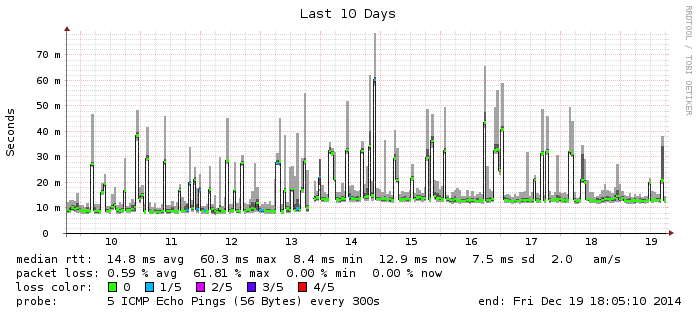 Last 10 Days
RRDTOOL / TOBI OETIKER
Seconds
70 m
60 m
50 m
40 m
30 m
20 m
10 m
0
10 11 12 13 14 15 16 17 18 19
median rtt: 14.8 ms avg 60.3 ms max 8.4 ms min 12.9 ms now 7.5 ms sd 2.0 am/s
packet loss: 0.59 % avg 61.81 % max 0.00 % min 0.00 % now
loss color: 0 1/5 2/5 3/5 4/5
probe: 5 ICMP Echo Pings (56 Bytes) every 300s end: Fri Dec 19 18:05:10 2014